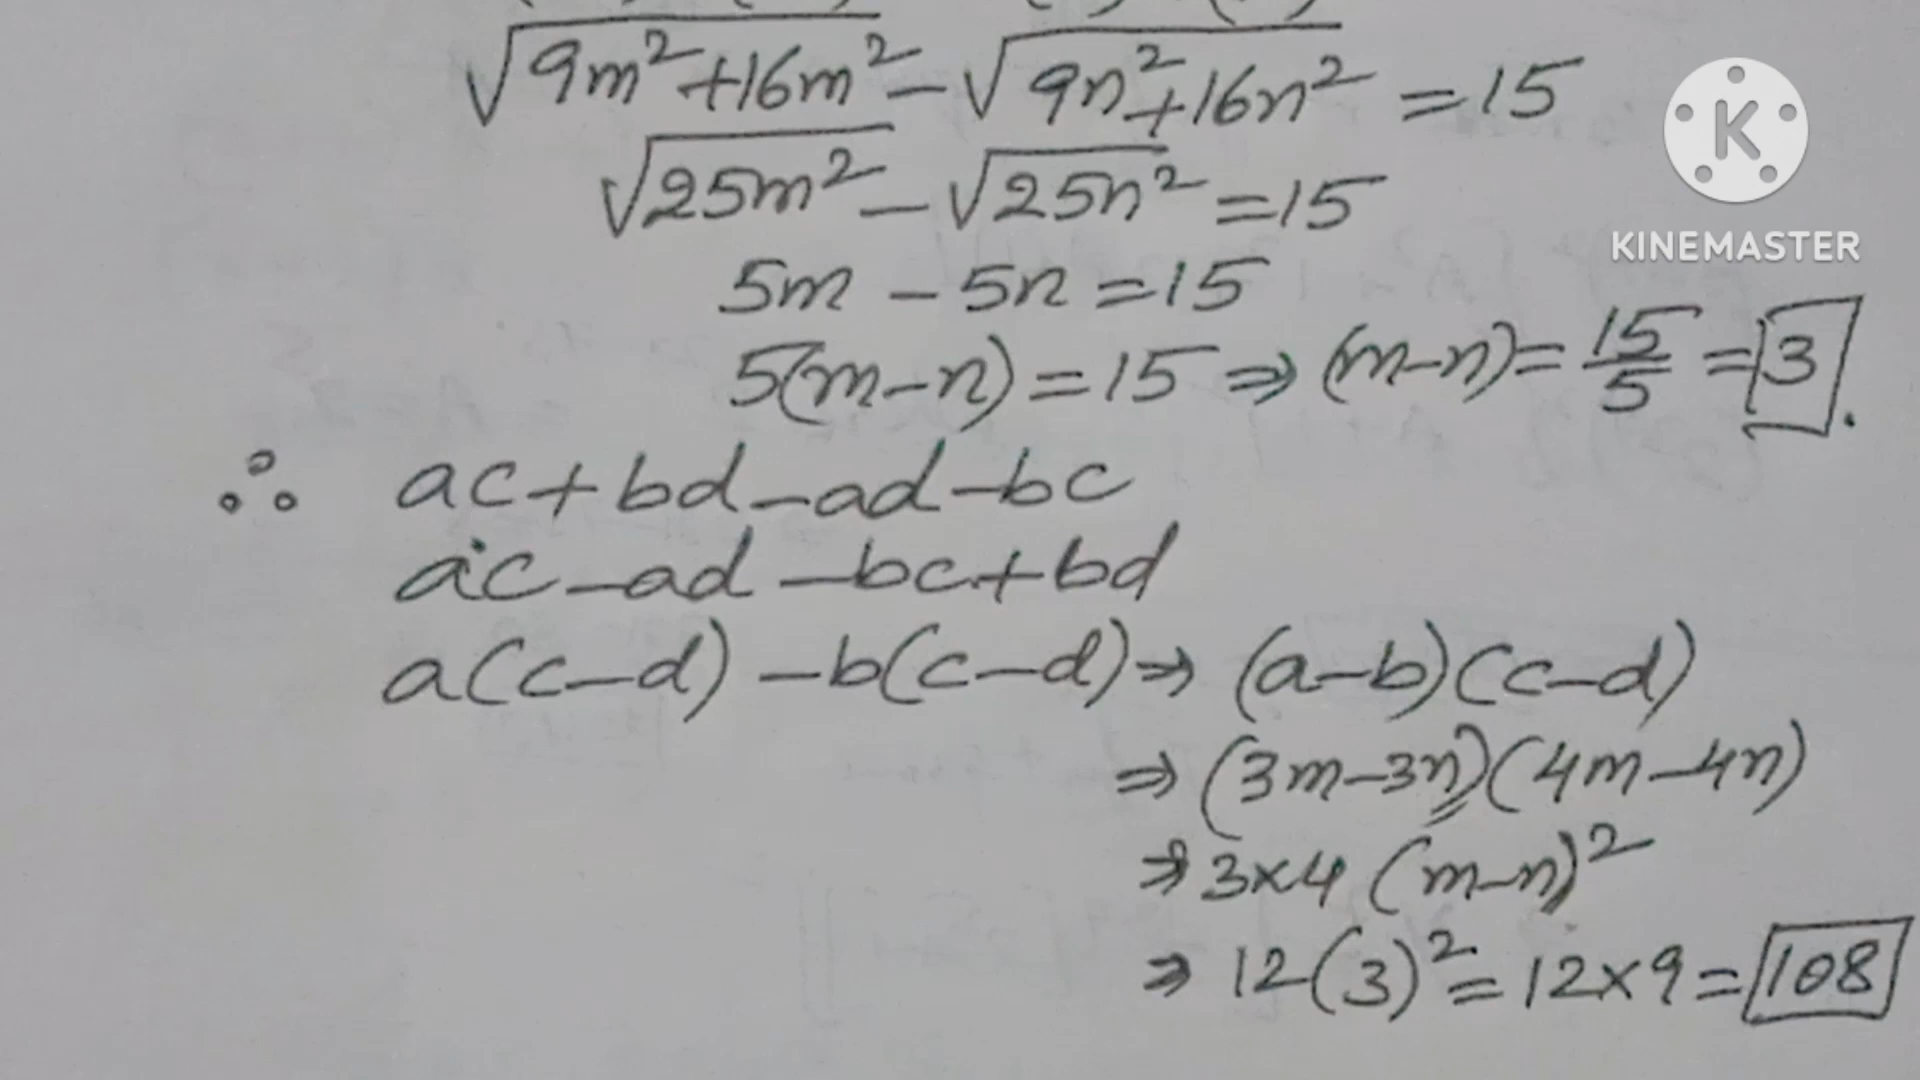 √9m²+16m² - √9n²+16n² = 15
√25m² - √25n² = 15
5m - 5n = 15
5(m-n) = 15 ⇒ (m-n) = 15/5 = 3.
∴ ac+bd-ad-bc
ac-ad-bc+bd
a(c-d) -b(c-d) ⇒ (a-b)(c-d)
⇒ (3m-3n)(4m-4n)
⇒ 3×4 (m-n)²
⇒ 12(3)² = 12×9 = 108
K
KINEMASTER